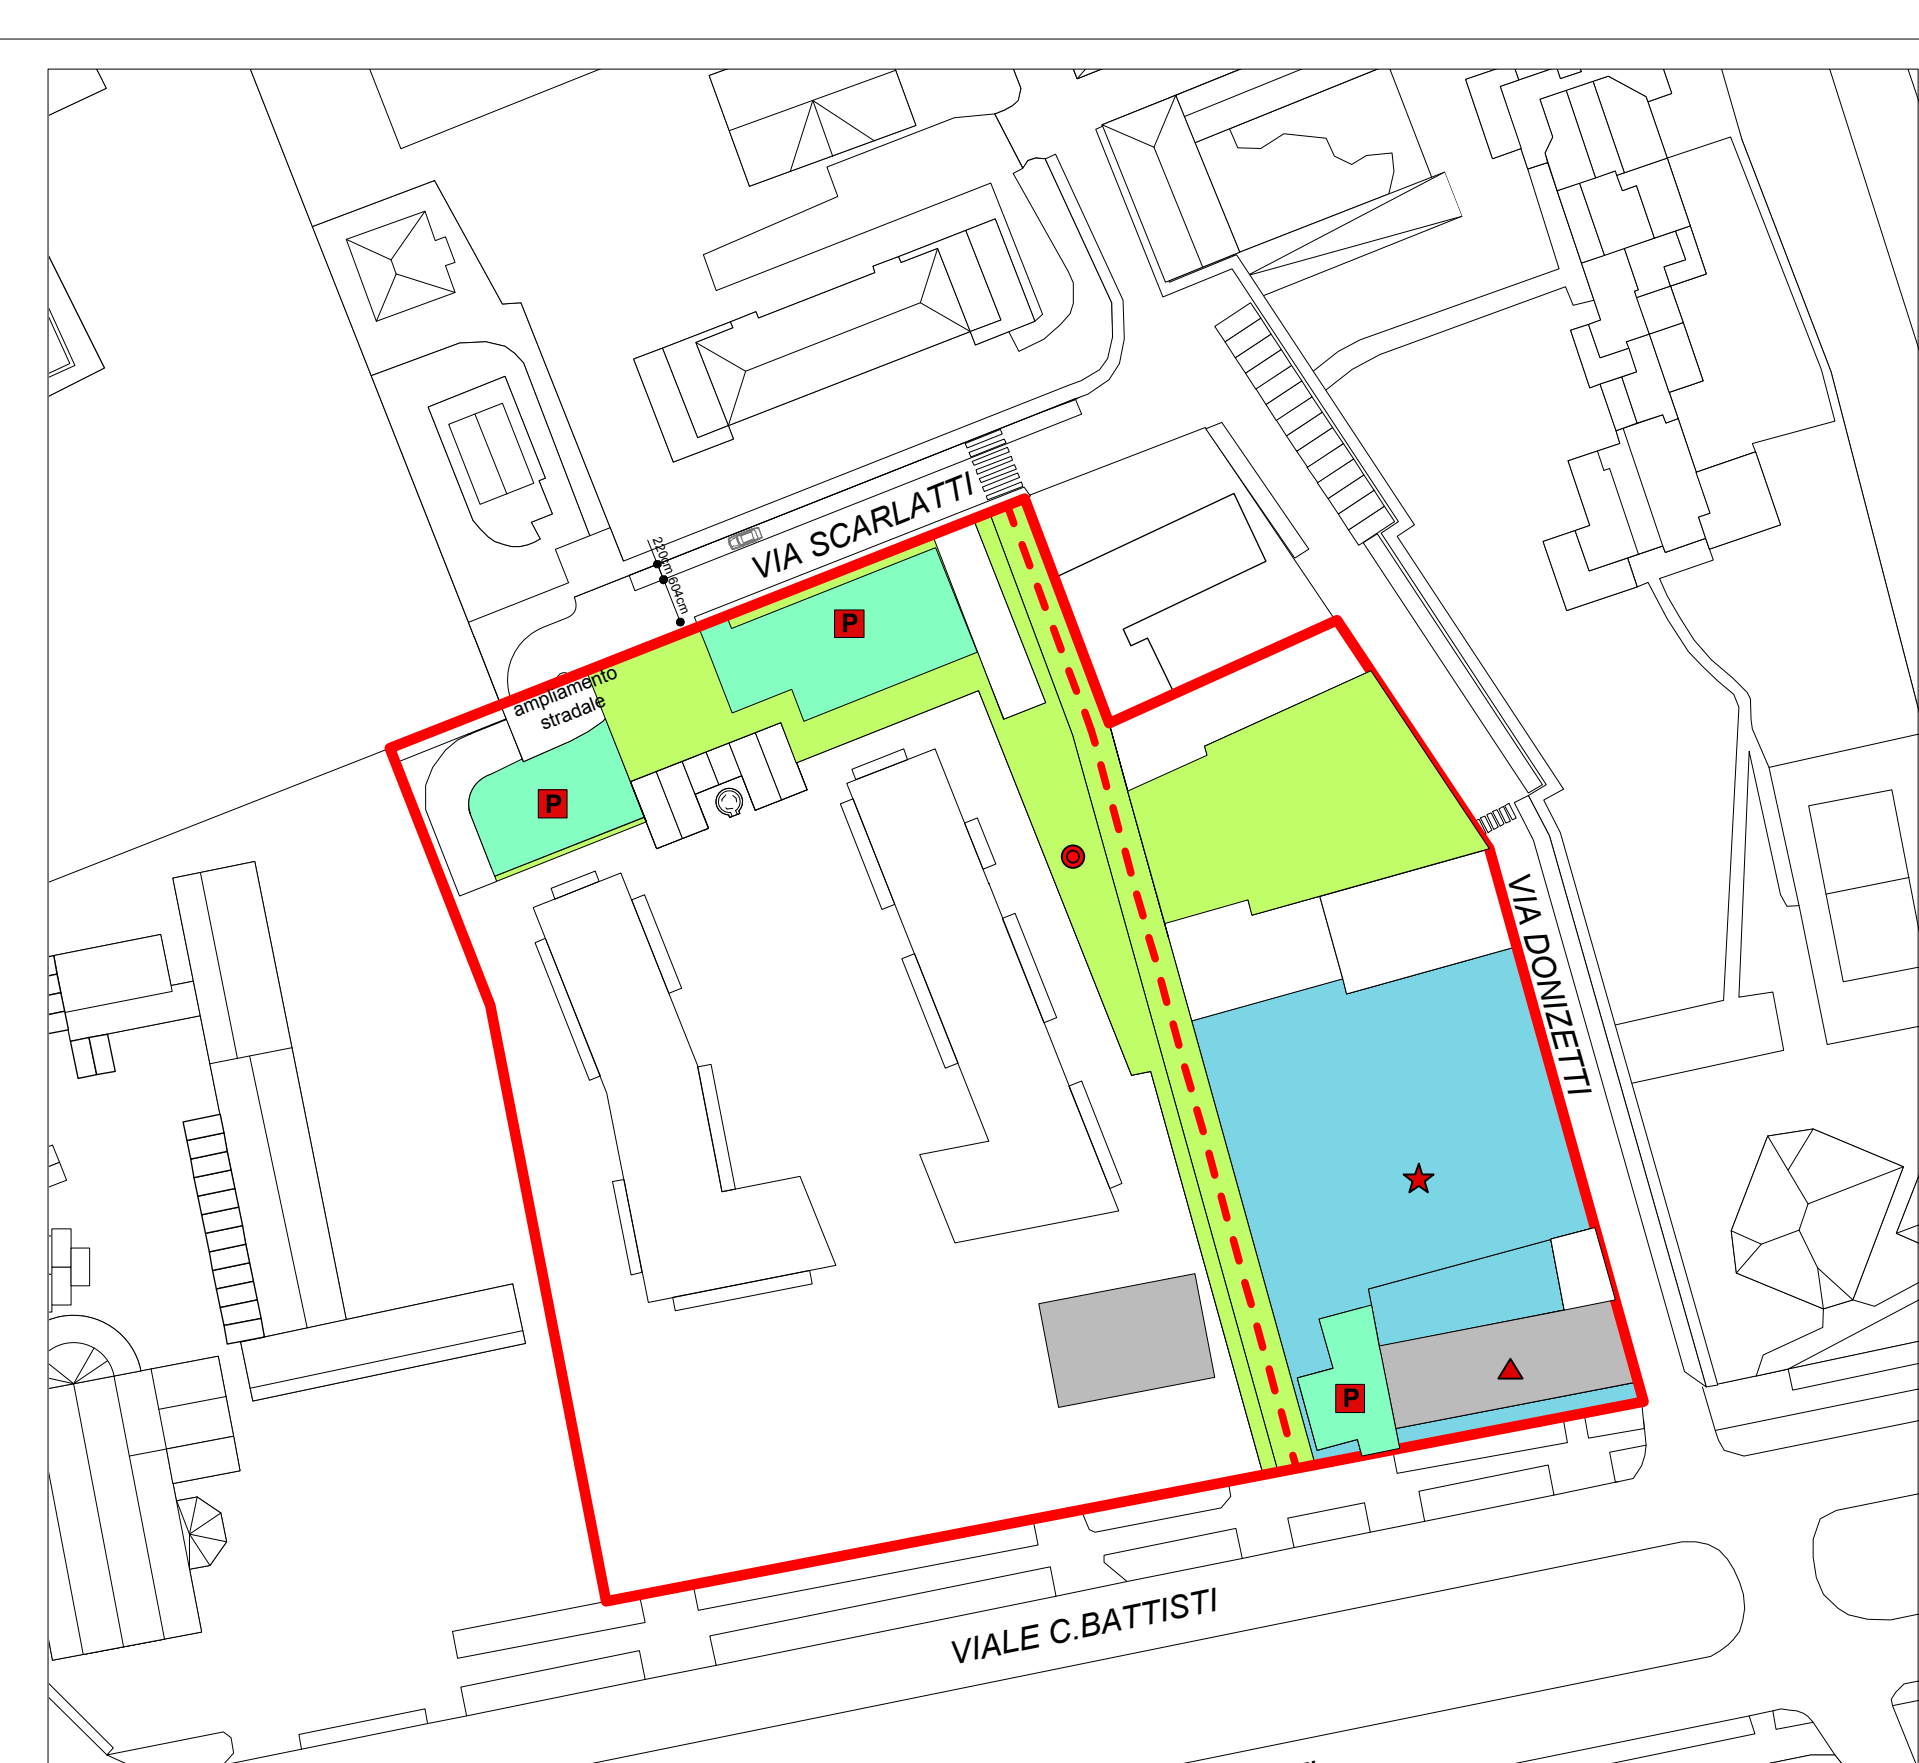 VIA SCARLATTI
220cm
604cm
P
ampliamento
stradale
P
VIA DONIZETTI
P
VIALE C.BATTISTI